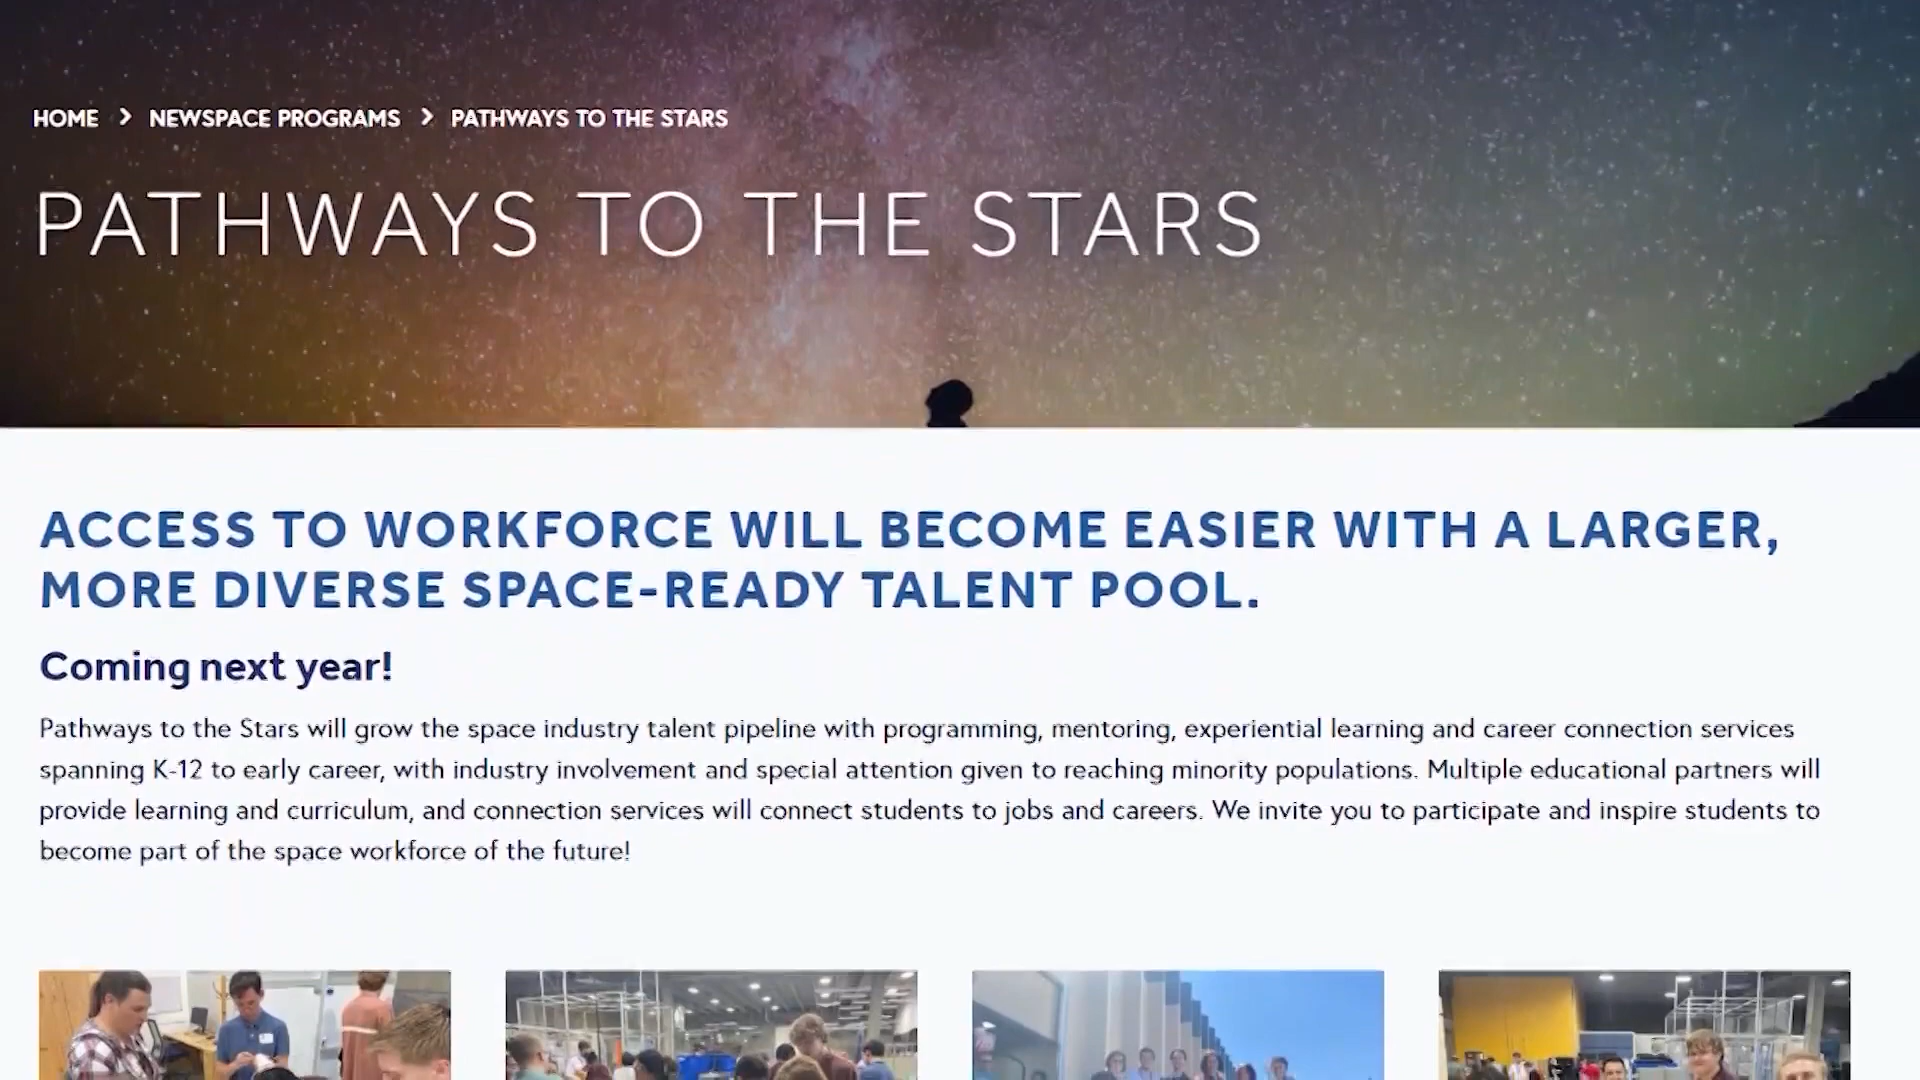 HOME > NEWSPACE PROGRAMS > PATHWAYS TO THE STARS
PATHWAYS TO THE STARS
ACCESS TO WORKFORCE WILL BECOME EASIER WITH A LARGER,
MORE DIVERSE SPACE-READY TALENT POOL.
Coming next year!
Pathways to the Stars will grow the space industry talent pipeline with programming, mentoring, experiential learning and career connection services
spanning K-12 to early career, with industry involvement and special attention given to reaching minority populations. Multiple educational partners will
provide learning and curriculum, and connection services will connect students to jobs and careers. We invite you to participate and inspire students to
become part of the space workforce of the future!